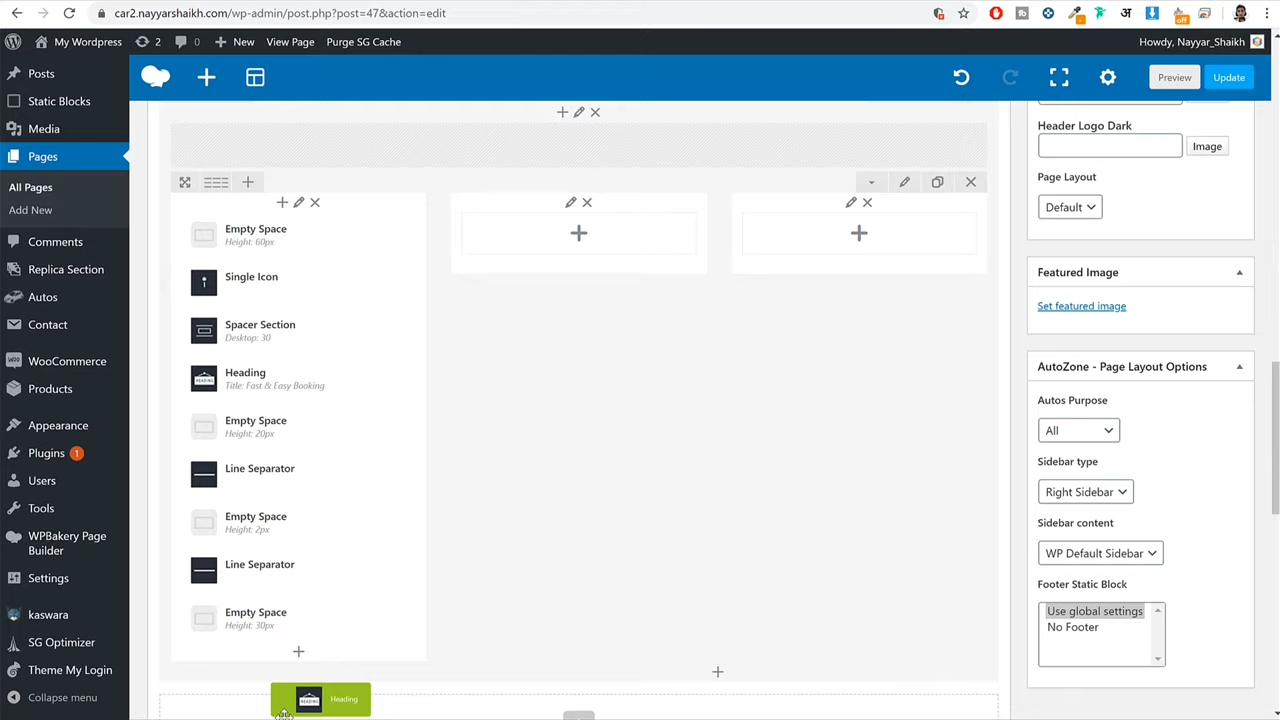 car2.nayyarshaikh.com/wp-admin/post.php?post=47&action=edit
off
My Wordpress
2
0
New
View Page
Purge SG Cache
Howdy, Nayyar_Shaikh
Posts
Static Blocks
Media
Pages
All Pages
Add New
Comments
Replica Section
Autos
Contact
WooCommerce
Products
Appearance
Plugins 1
Users
Tools
WPBakery Page Builder
Settings
kaswara
SG Optimizer
Theme My Login
Collapse menu
Preview
Update
Empty Space
Height: 60px
Single Icon
Spacer Section
Desktop: 30
HEADING
Heading
Title: Fast & Easy Booking
Empty Space
Height: 20px
Line Separator
Empty Space
Height: 2px
Line Separator
Empty Space
Height: 30px
HEADING
Heading
Header Logo Dark
Image
Page Layout
Default
Featured Image
Set featured image
AutoZone - Page Layout Options
Autos Purpose
All
Sidebar type
Right Sidebar
Sidebar content
WP Default Sidebar
Footer Static Block
Use global settings
No Footer